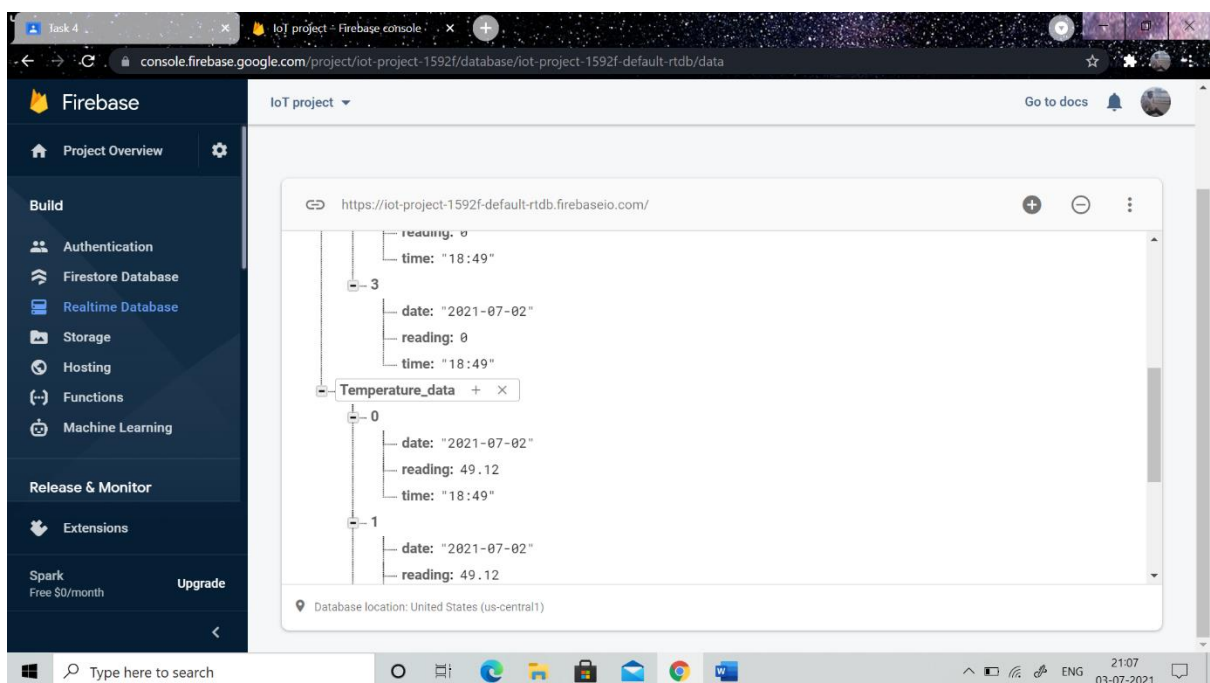 Task 4
IoT project - Firebase console
console.firebase.google.com/project/iot-project-1592f/database/iot-project-1592f-default-rtdb/data
Firebase
IoT project
Go to docs
Project Overview
Build
Authentication
Firestore Database
Realtime Database
Storage
Hosting
Functions
Machine Learning
Release & Monitor
Extensions
Spark
Free $0/month
Upgrade
https://iot-project-1592f-default-rtdb.firebaseio.com/
reading: 0
time: "18:49"
3
date: "2021-07-02"
reading: 0
time: "18:49"
Temperature_data
0
date: "2021-07-02"
reading: 49.12
time: "18:49"
1
date: "2021-07-02"
reading: 49.12
Database location: United States (us-central1)
Type here to search
ENG
21:07
03-07-2021